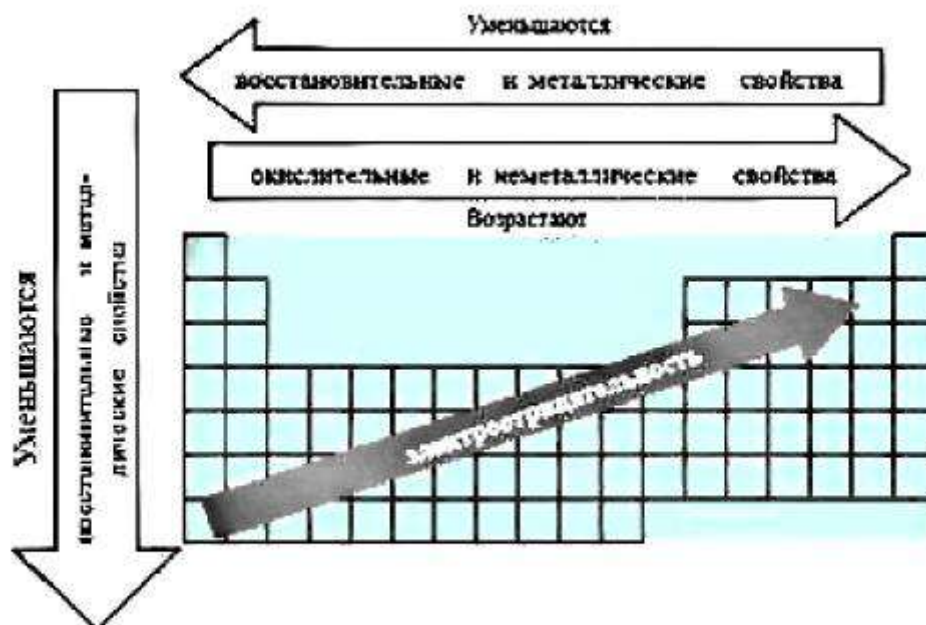 Уменьшаются
восстановительные и металлические свойства
окислительные и неметаллические свойства
Возрастают
Уменьшаются
восстановительные и метал-
лические свойства
электроотрицательность